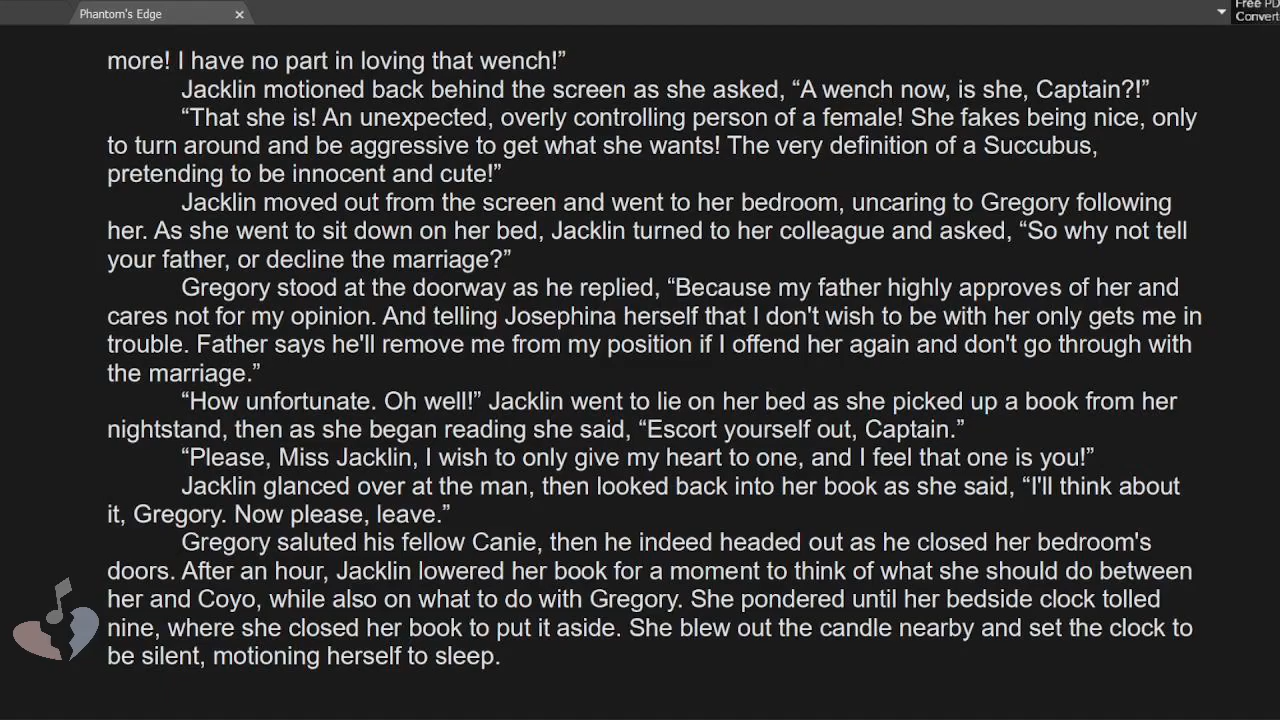 Phantom's Edge
Free PD
Convert
more! I have no part in loving that wench!”
Jacklin motioned back behind the screen as she asked, “A wench now, is she, Captain?!”
“That she is! An unexpected, overly controlling person of a female! She fakes being nice, only
to turn around and be aggressive to get what she wants! The very definition of a Succubus,
pretending to be innocent and cute!”
Jacklin moved out from the screen and went to her bedroom, uncaring to Gregory following
her. As she went to sit down on her bed, Jacklin turned to her colleague and asked, “So why not tell
your father, or decline the marriage?”
Gregory stood at the doorway as he replied, “Because my father highly approves of her and
cares not for my opinion. And telling Josephina herself that I don't wish to be with her only gets me in
trouble. Father says he'll remove me from my position if I offend her again and don't go through with
the marriage.”
“How unfortunate. Oh well!” Jacklin went to lie on her bed as she picked up a book from her
nightstand, then as she began reading she said, “Escort yourself out, Captain.”
“Please, Miss Jacklin, I wish to only give my heart to one, and I feel that one is you!”
Jacklin glanced over at the man, then looked back into her book as she said, “I'll think about
it, Gregory. Now please, leave.”
Gregory saluted his fellow Canie, then he indeed headed out as he closed her bedroom's
doors. After an hour, Jacklin lowered her book for a moment to think of what she should do between
her and Coyo, while also on what to do with Gregory. She pondered until her bedside clock tolled
nine, where she closed her book to put it aside. She blew out the candle nearby and set the clock to
be silent, motioning herself to sleep.